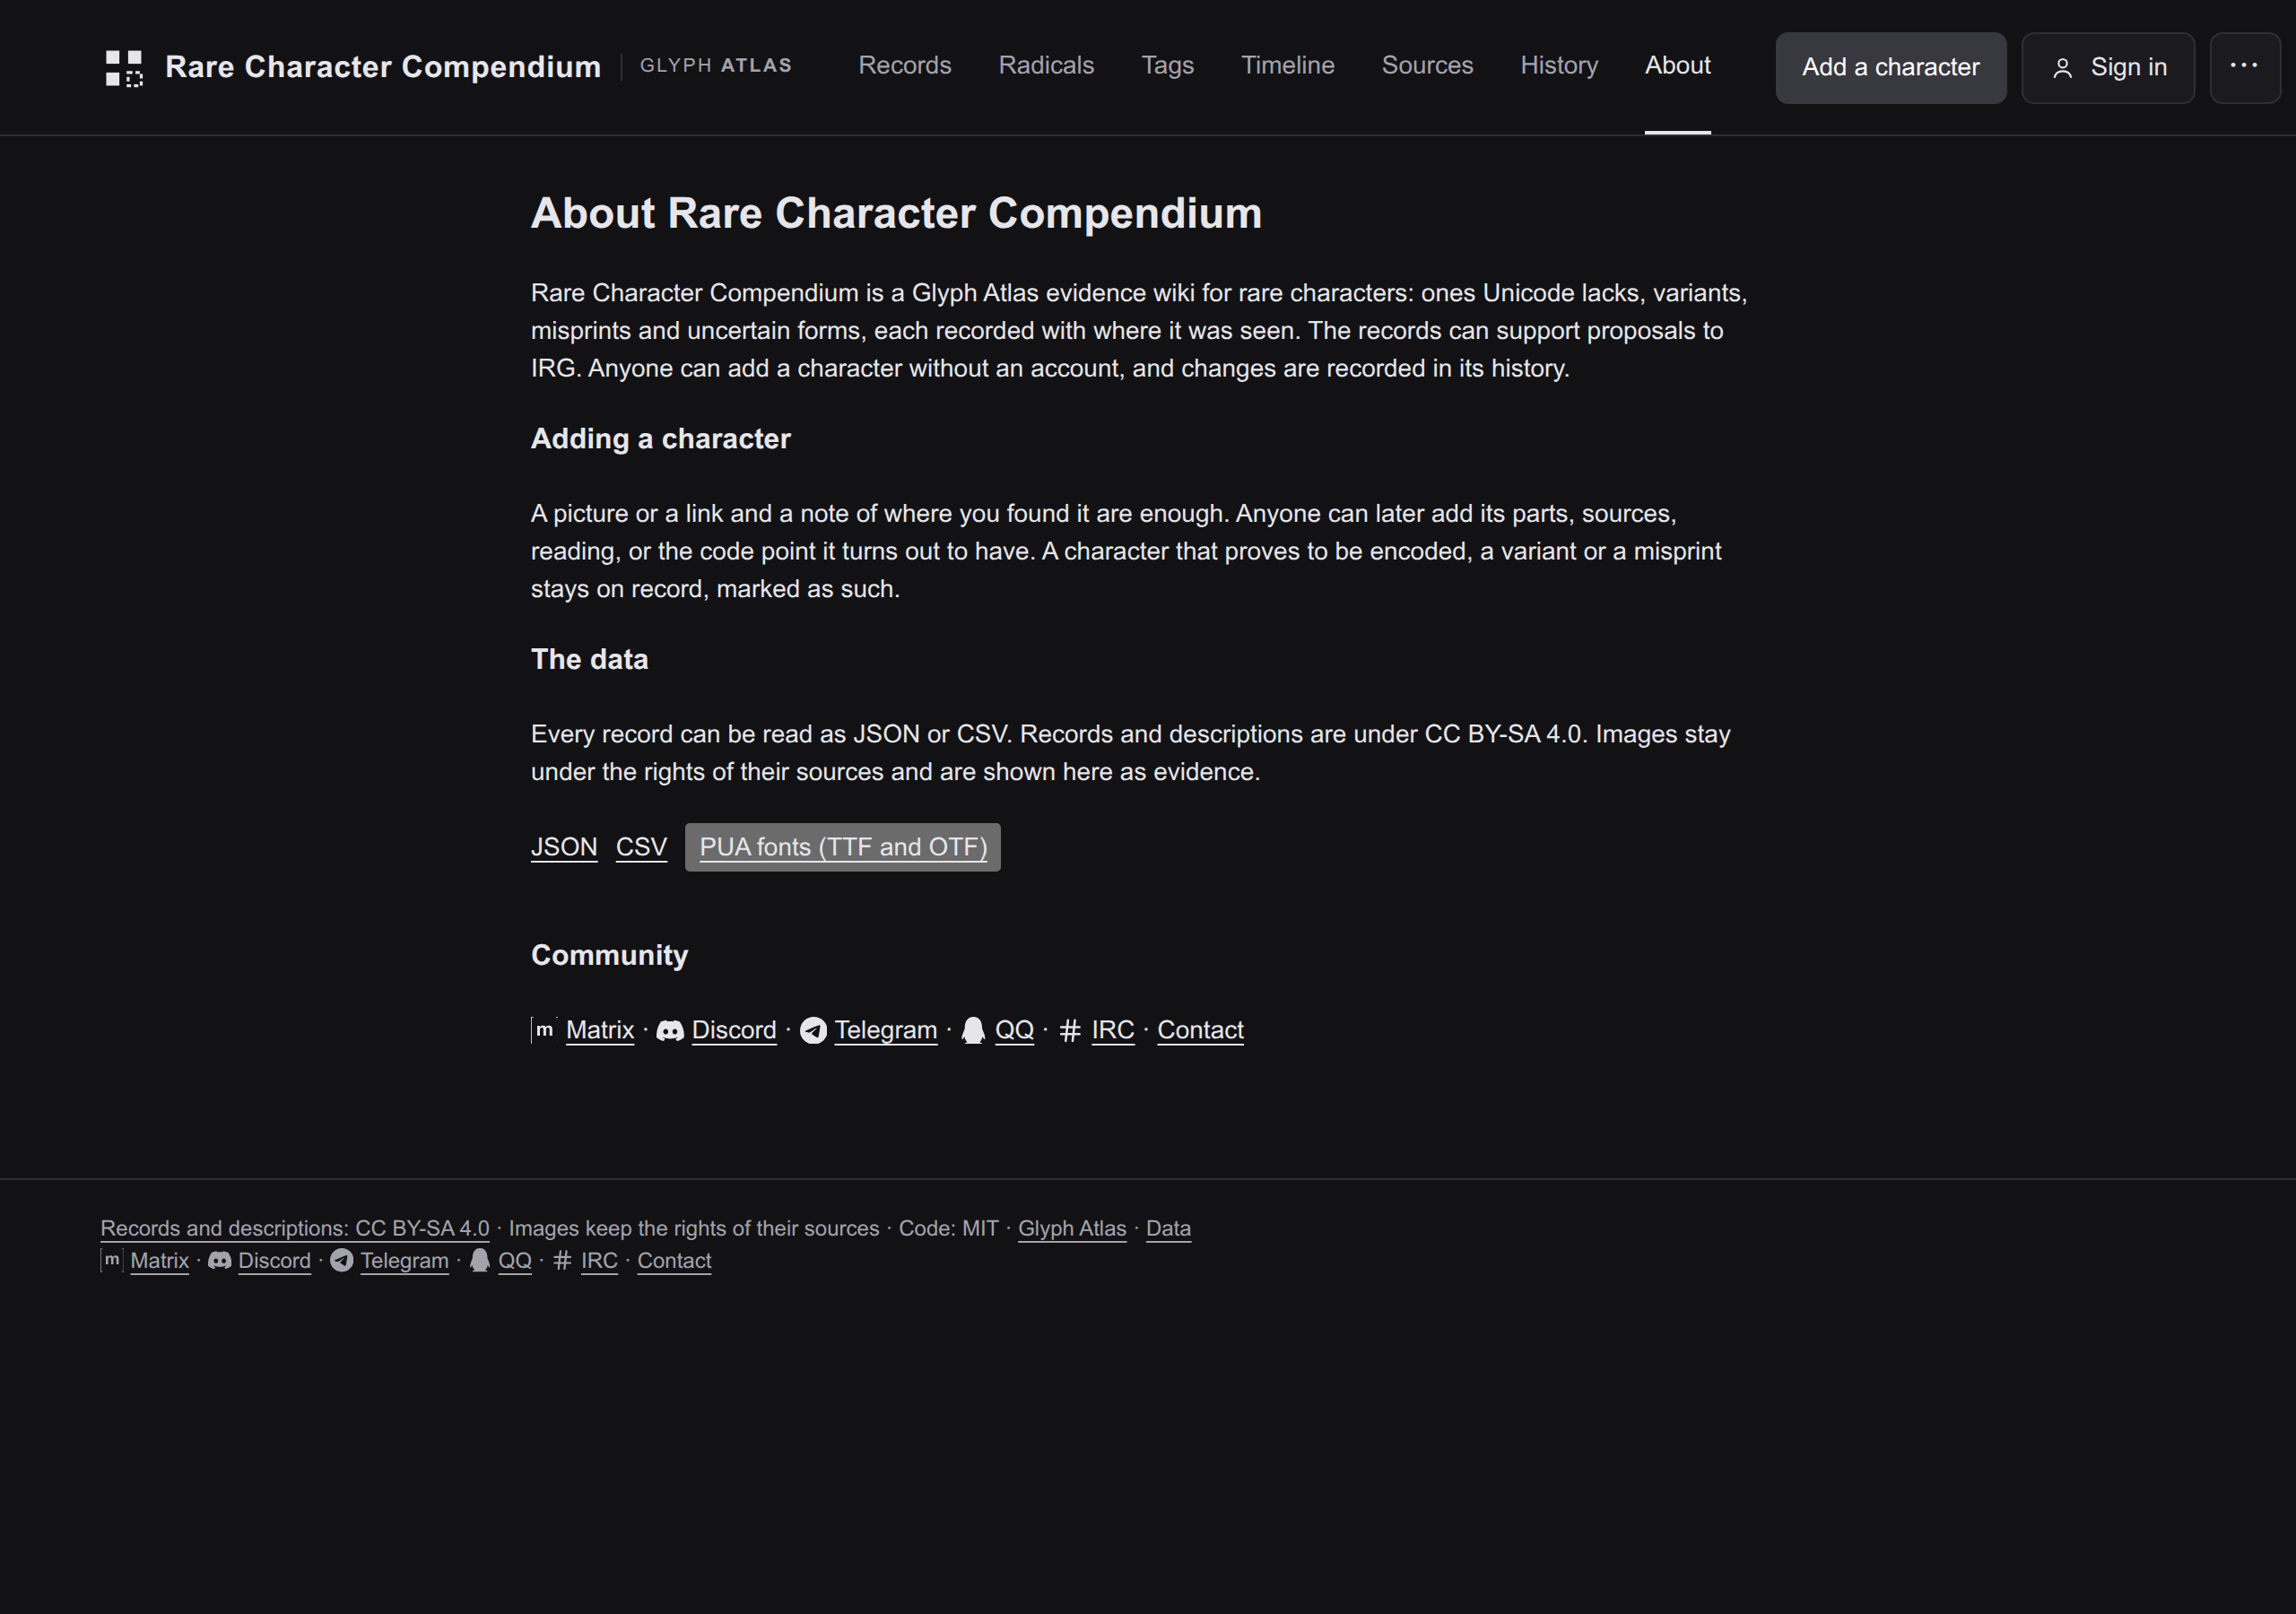 Rare Character Compendium GLYPH ATLAS Records Radicals Tags Timeline Sources History About Add a character Sign in ...
About Rare Character Compendium
Rare Character Compendium is a Glyph Atlas evidence wiki for rare characters: ones Unicode lacks, variants,
misprints and uncertain forms, each recorded with where it was seen. The records can support proposals to
IRG. Anyone can add a character without an account, and changes are recorded in its history.
Adding a character
A picture or a link and a note of where you found it are enough. Anyone can later add its parts, sources,
reading, or the code point it turns out to have. A character that proves to be encoded, a variant or a misprint
stays on record, marked as such.
The data
Every record can be read as JSON or CSV. Records and descriptions are under CC BY-SA 4.0. Images stay
under the rights of their sources and are shown here as evidence.
JSON CSV PUA fonts (TTF and OTF)
Community
[m] Matrix · Discord · Telegram · QQ · # IRC · Contact
Records and descriptions: CC BY-SA 4.0 · Images keep the rights of their sources · Code: MIT · Glyph Atlas · Data
[m] Matrix · Discord · Telegram · QQ · # IRC · Contact